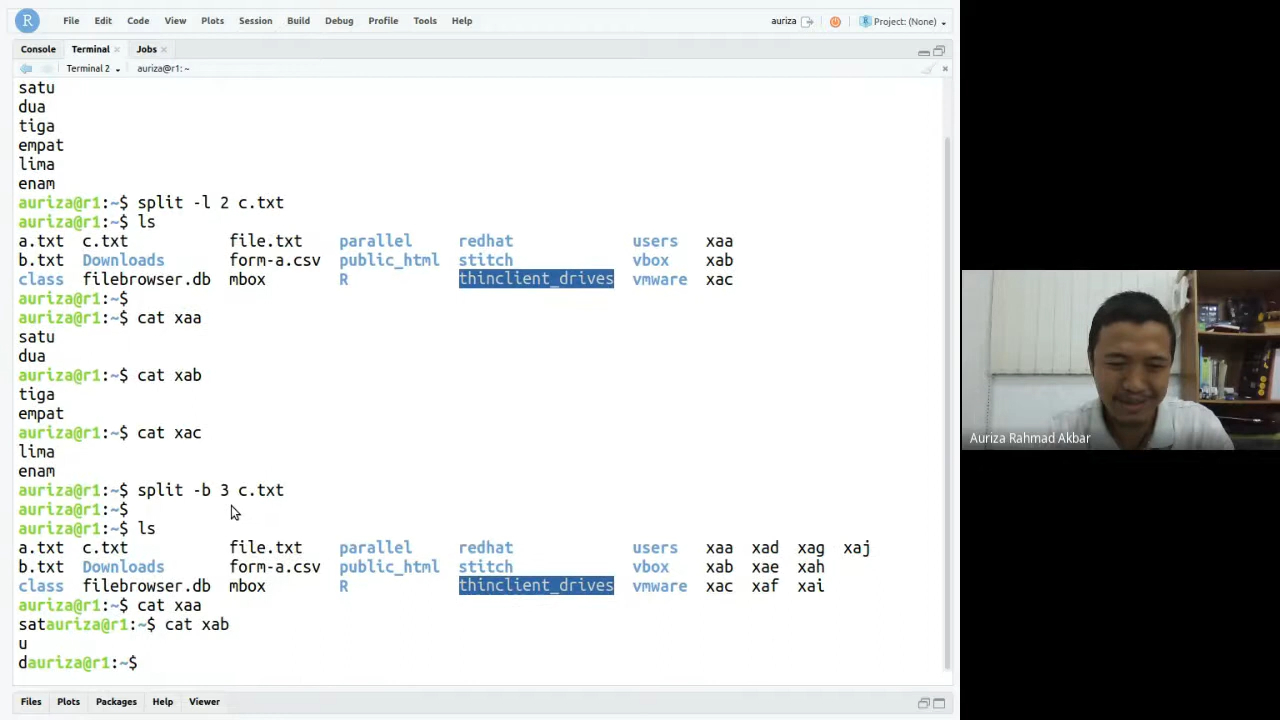 R File Edit Code View Plots Session Build Debug Profile Tools Help auriza Project: (None)
Console Terminal Jobs
Terminal 2 auriza@r1: ~
satu
dua
tiga
empat
lima
enam
auriza@r1:~$ split -l 2 c.txt
auriza@r1:~$ ls
a.txt c.txt file.txt parallel redhat users xaa
b.txt Downloads form-a.csv public_html stitch vbox xab
class filebrowser.db mbox R thinclient_drives vmware xac
auriza@r1:~$
auriza@r1:~$ cat xaa
satu
dua
auriza@r1:~$ cat xab
tiga
empat
auriza@r1:~$ cat xac
lima
enam
auriza@r1:~$ split -b 3 c.txt
auriza@r1:~$
auriza@r1:~$ ls
a.txt c.txt file.txt parallel redhat users xaa xad xag xaj
b.txt Downloads form-a.csv public_html stitch vbox xab xae xah
class filebrowser.db mbox R thinclient_drives vmware xac xaf xai
auriza@r1:~$ cat xaa
satauriza@r1:~$ cat xab
u
dauriza@r1:~$
Files Plots Packages Help Viewer
Auriza Rahmad Akbar